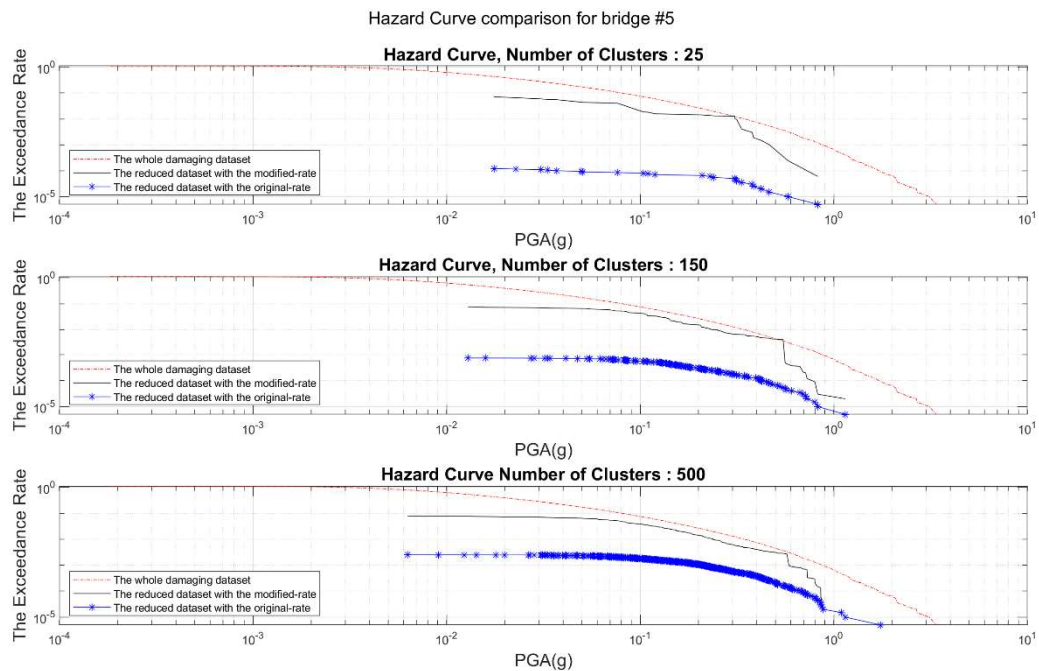 Hazard Curve comparison for bridge #5
Hazard Curve, Number of Clusters : 25
The Exceedance Rate
10^0
10^-5
The whole damaging dataset
The reduced dataset with the modified-rate
The reduced dataset with the original-rate
10^-4 10^-3 10^-2 10^-1 10^0 10^1
PGA(g)
Hazard Curve, Number of Clusters : 150
The Exceedance Rate
10^0
10^-5
The whole damaging dataset
The reduced dataset with the modified-rate
The reduced dataset with the original-rate
10^-4 10^-3 10^-2 10^-1 10^0 10^1
PGA(g)
Hazard Curve Number of Clusters : 500
The Exceedance Rate
10^0
10^-5
The whole damaging dataset
The reduced dataset with the modified-rate
The reduced dataset with the original-rate
10^-4 10^-3 10^-2 10^-1 10^0 10^1
PGA(g)